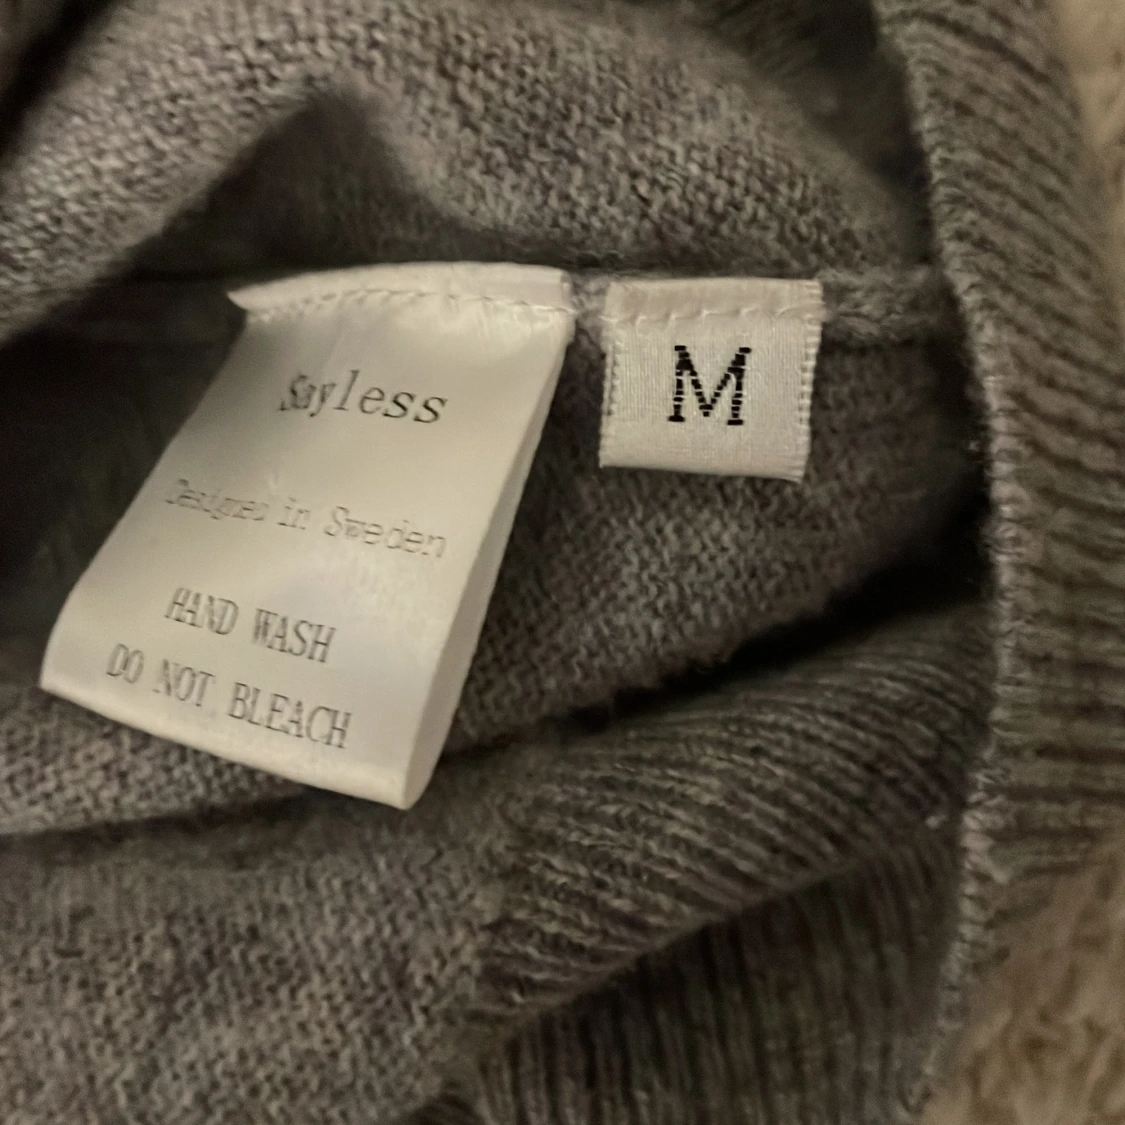 Sayless
Designed in Sweden
HAND WASH
DO NOT BLEACH
M